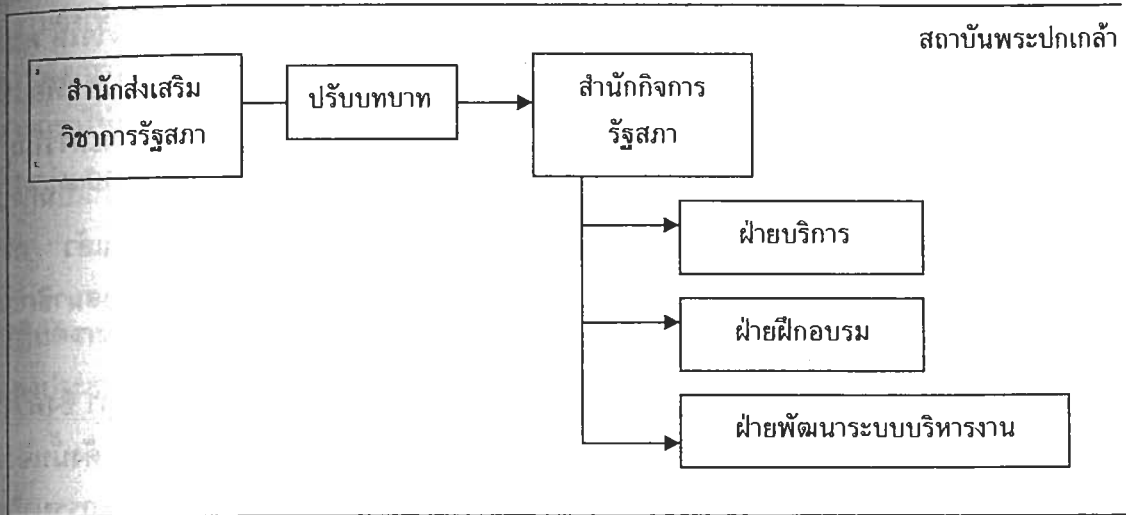 สถาบันพระปกเกล้า
สำนักส่งเสริม
วิชาการรัฐสภา
ปรับบทบาท
สำนักกิจการ
รัฐสภา
ฝ่ายบริการ
ฝ่ายฝึกอบรม
ฝ่ายพัฒนาระบบบริหารงาน